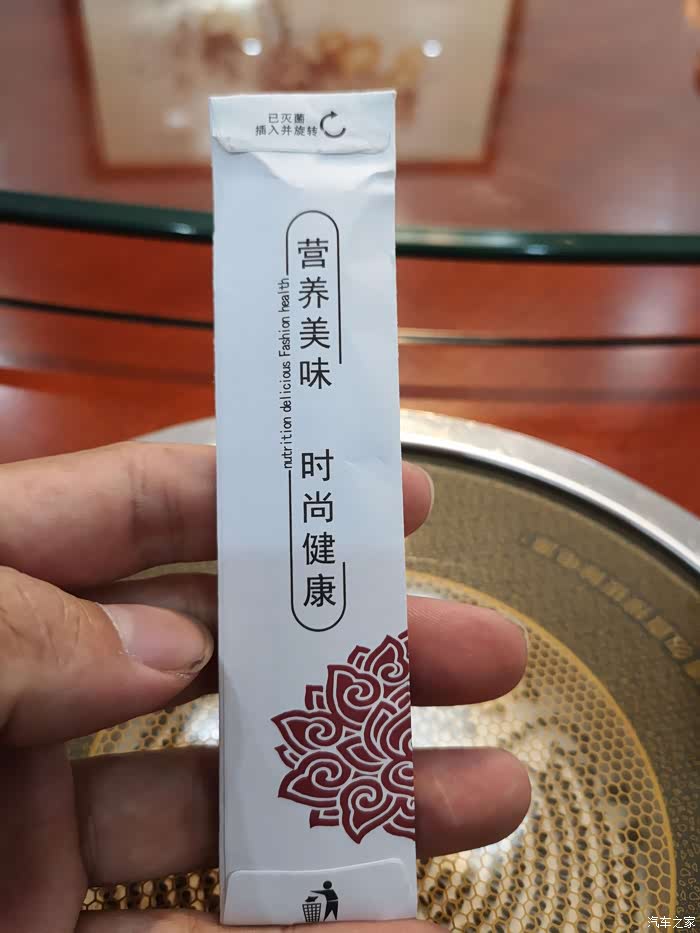 已灭菌
插入并旋转
营养美味
时尚健康
nutrition delicious Fashion health
汽车之家